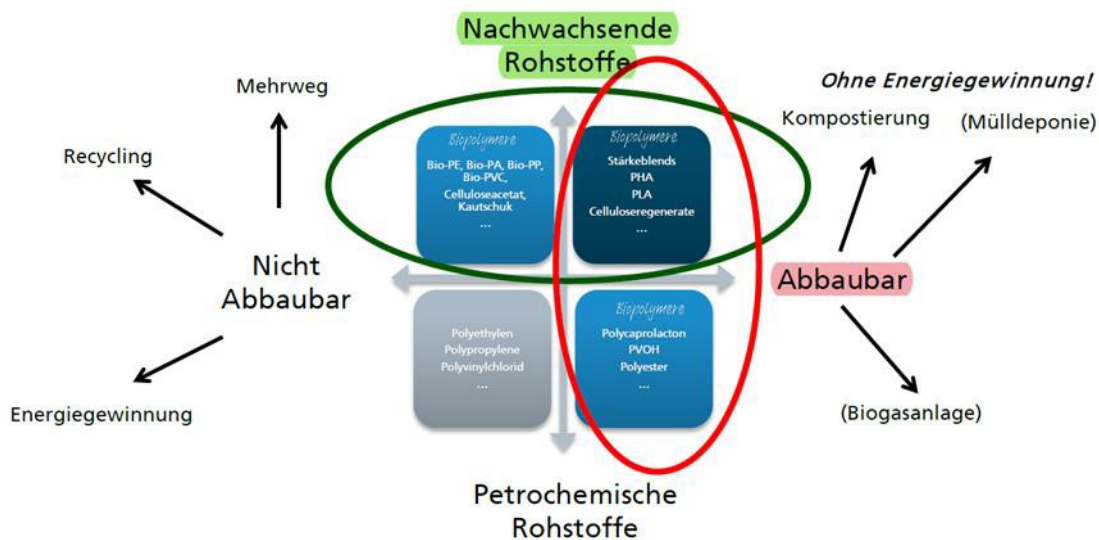 Nachwachsende
Rohstoffe
Mehrweg
Recycling
Nicht
Abbaubar
Energiegewinnung
Biopolymere
Bio-PE, Bio-PA, Bio-PP,
Bio-PVC,
Celluloseacetat,
Kautschuk
...
Biopolymere
Stärkeblends
PHA
PLA
Celluloseregenerate
...
Polyethylen
Polypropylene
Polyvinylchlorid
...
Biopolymere
Polycaprolacton
PVOH
Polyester
...
Ohne Energiegewinnung!
Kompostierung
(Mülldeponie)
Abbaubar
(Biogasanlage)
Petrochemische
Rohstoffe